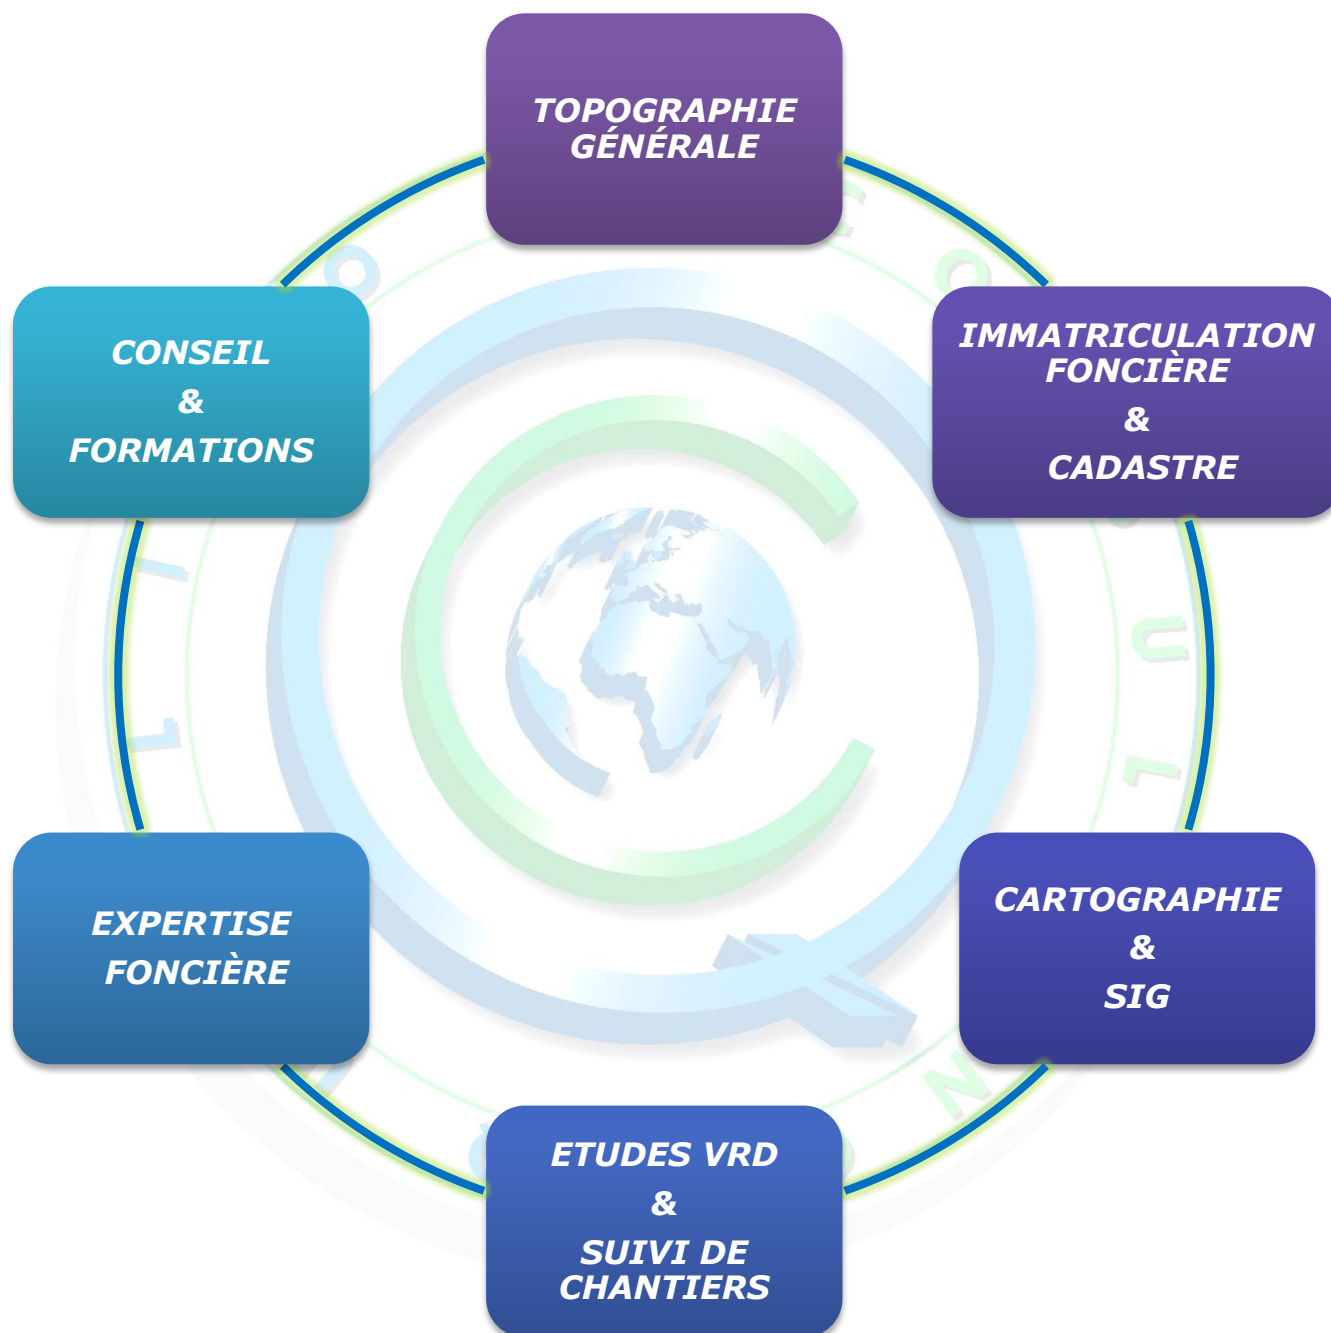 TOPOGRAPHIE
GÉNÉRALE
IMMATRICULATION
FONCIÈRE
&
CADASTRE
CARTOGRAPHIE
&
SIG
ETUDES VRD
&
SUIVI DE
CHANTIERS
EXPERTISE
FONCIÈRE
CONSEIL
&
FORMATIONS